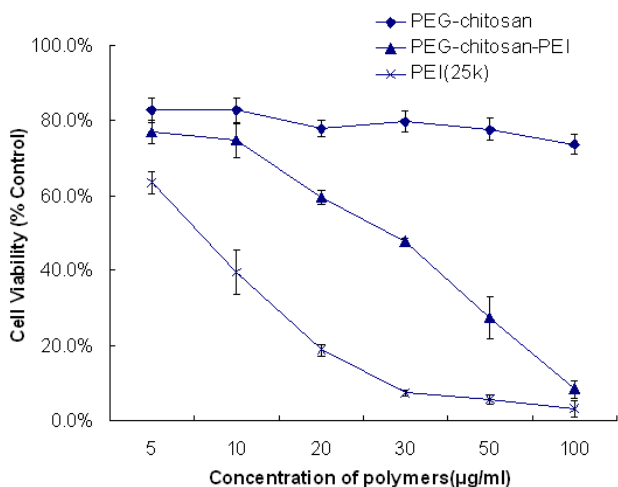 PEG-chitosan
PEG-chitosan-PEI
PEI(25k)
100.0%
80.0%
60.0%
40.0%
20.0%
0.0%
Cell Viability (% Control)
5 10 20 30 50 100
Concentration of polymers(μg/ml)